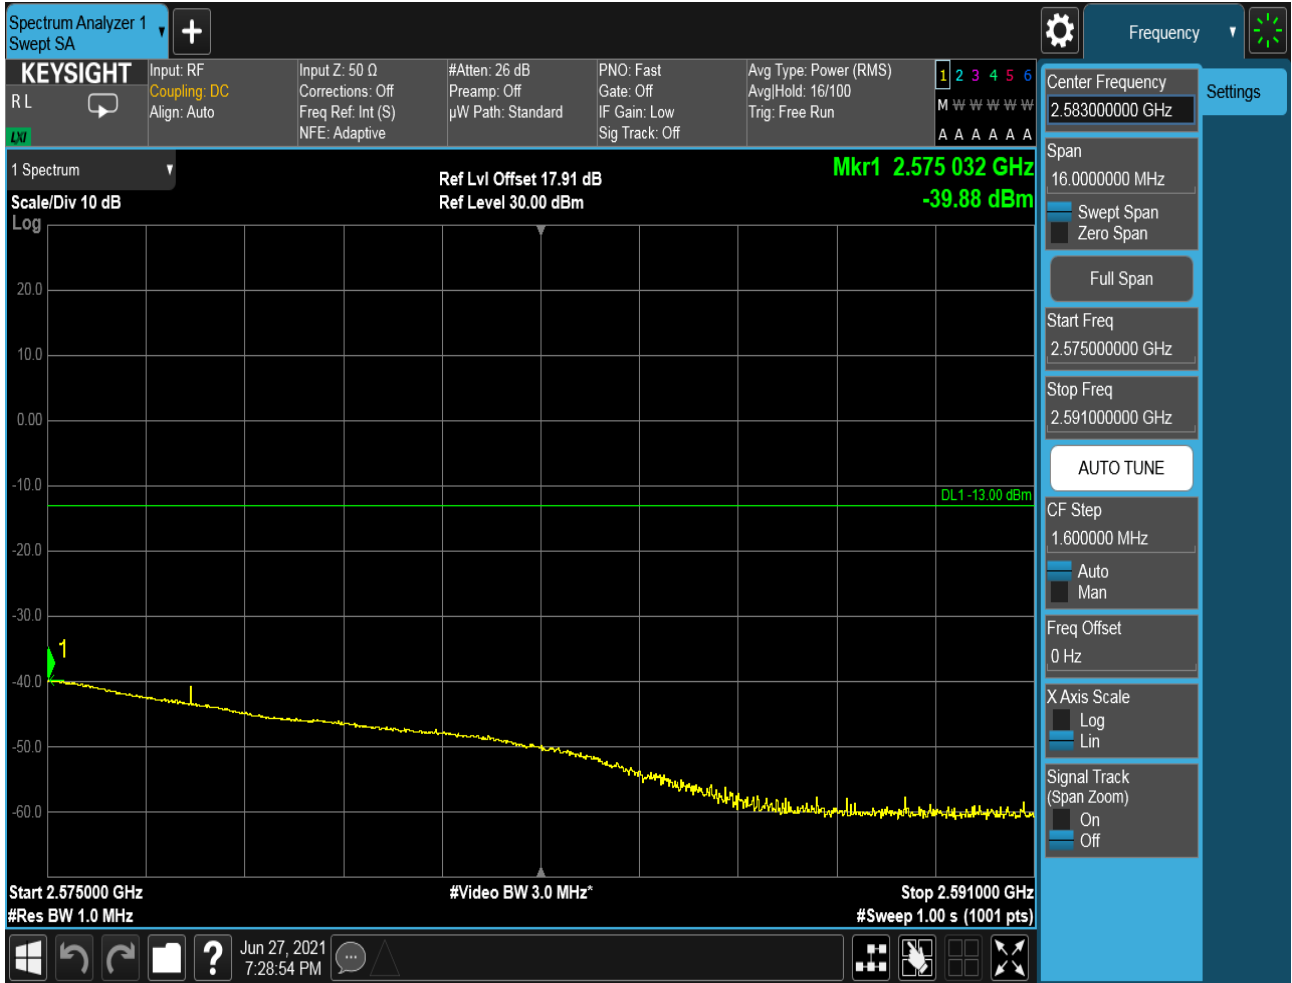 Spectrum Analyzer 1
Swept SA
Frequency
KEYSIGHT
R L
LXI
Input: RF
Coupling: DC
Align: Auto
Input Z: 50 Ω
Corrections: Off
Freq Ref: Int (S)
NFE: Adaptive
#Atten: 26 dB
Preamp: Off
µW Path: Standard
PNO: Fast
Gate: Off
IF Gain: Low
Sig Track: Off
Avg Type: Power (RMS)
Avg|Hold: 16/100
Trig: Free Run
1 2 3 4 5 6
M W W W W W
A A A A A A
Center Frequency
2.583000000 GHz
Settings
Span
16.0000000 MHz
Swept Span
Zero Span
Full Span
Start Freq
2.575000000 GHz
Stop Freq
2.591000000 GHz
AUTO TUNE
CF Step
1.600000 MHz
Auto
Man
Freq Offset
0 Hz
X Axis Scale
Log
Lin
Signal Track
(Span Zoom)
On
Off
1 Spectrum
Scale/Div 10 dB
Log
Ref Lvl Offset 17.91 dB
Ref Level 30.00 dBm
Mkr1 2.575 032 GHz
-39.88 dBm
20.0
10.0
0.00
-10.0
DL1 -13.00 dBm
-20.0
-30.0
1
-40.0
-50.0
-60.0
Start 2.575000 GHz
#Video BW 3.0 MHz*
Stop 2.591000 GHz
#Res BW 1.0 MHz
#Sweep 1.00 s (1001 pts)
?
Jun 27, 2021
7:28:54 PM